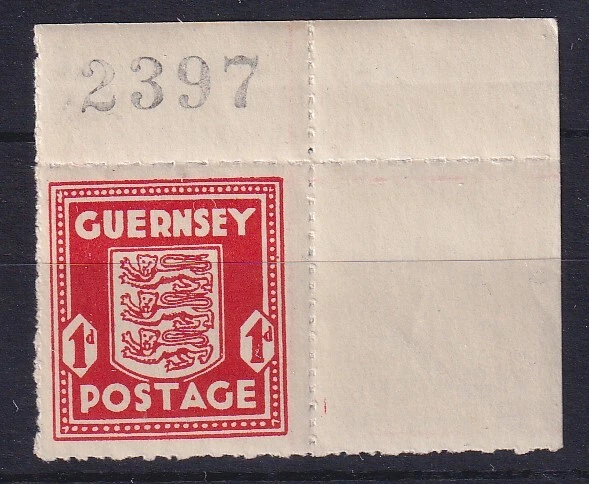 2397
GUERNSEY
1d 1d
POSTAGE